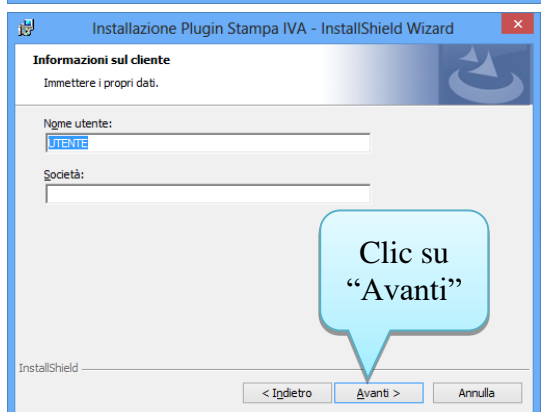 Installazione Plugin Stampa IVA - InstallShield Wizard
Informazioni sul cliente
Immettere i propri dati.
Nome utente:
UTENTE
Società:
Clic su
“Avanti”
InstallShield
< Indietro
Avanti >
Annulla